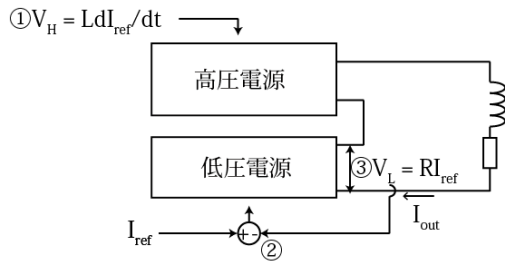 ①V_H = LdI_ref/dt
高圧電源
低圧電源
③V_L = RI_ref
I_out
I_ref
+ -
②